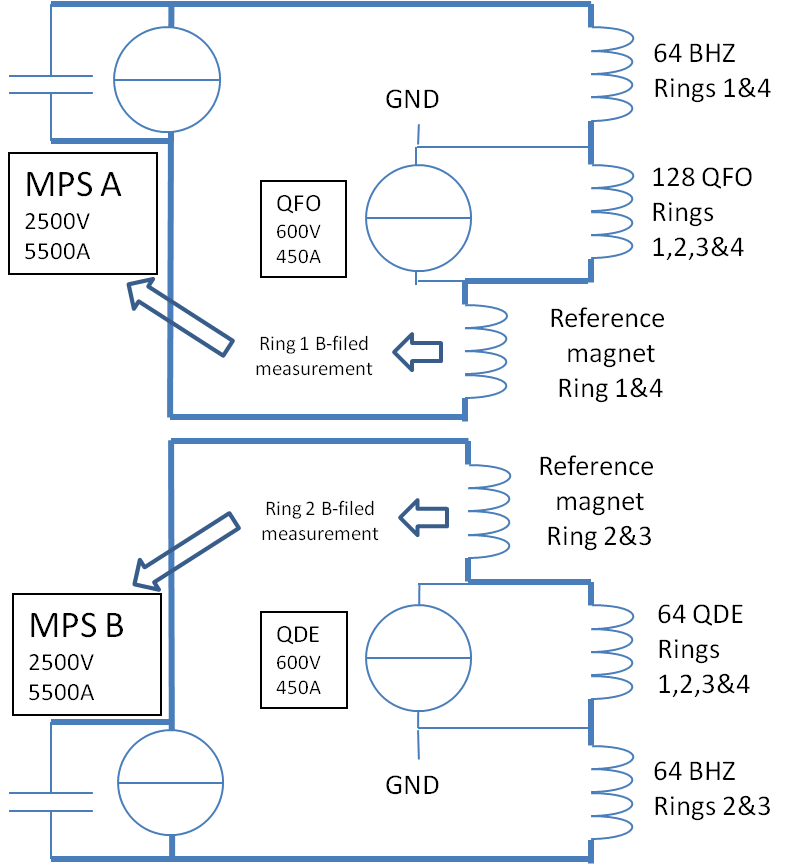 64 BHZ
Rings 1&4
GND
MPS A
2500V
5500A
QFO
600V
450A
128 QFO
Rings
1,2,3&4
Ring 1 B-filed
measurement
Reference
magnet
Ring 1&4
Reference
magnet
Ring 2&3
Ring 2 B-filed
measurement
MPS B
2500V
5500A
QDE
600V
450A
64 QDE
Rings
1,2,3&4
GND
64 BHZ
Rings 2&3